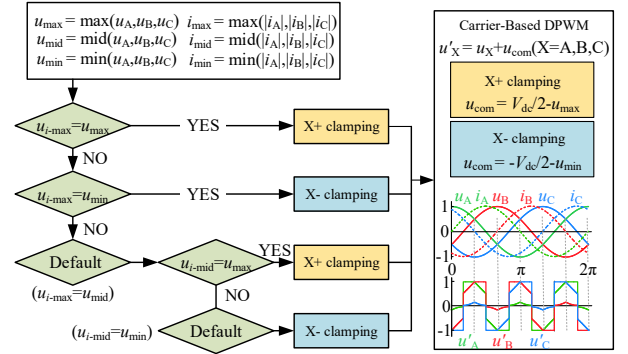 u_max = max(u_A,u_B,u_C) i_max = max(|i_A|,|i_B|,|i_C|)
u_mid = mid(u_A,u_B,u_C) i_mid = mid(|i_A|,|i_B|,|i_C|)
u_min = min(u_A,u_B,u_C) i_min = min(|i_A|,|i_B|,|i_C|)
u_i-max=u_max
YES
X+ clamping
NO
u_i-max=u_min
YES
X- clamping
NO
Default
(u_i-max=u_mid)
u_i-mid=u_max
YES
X+ clamping
NO
(u_i-mid=u_min)
Default
X- clamping
Carrier-Based DPWM
u'_X = u_X+u_com(X=A,B,C)
X+ clamping
u_com = V_dc/2-u_max
X- clamping
u_com = -V_dc/2-u_min
u_A i_A u_B i_B u_C i_C
1
0
-1
0 π 2π
1
0
-1
u'_A u'_B u'_C